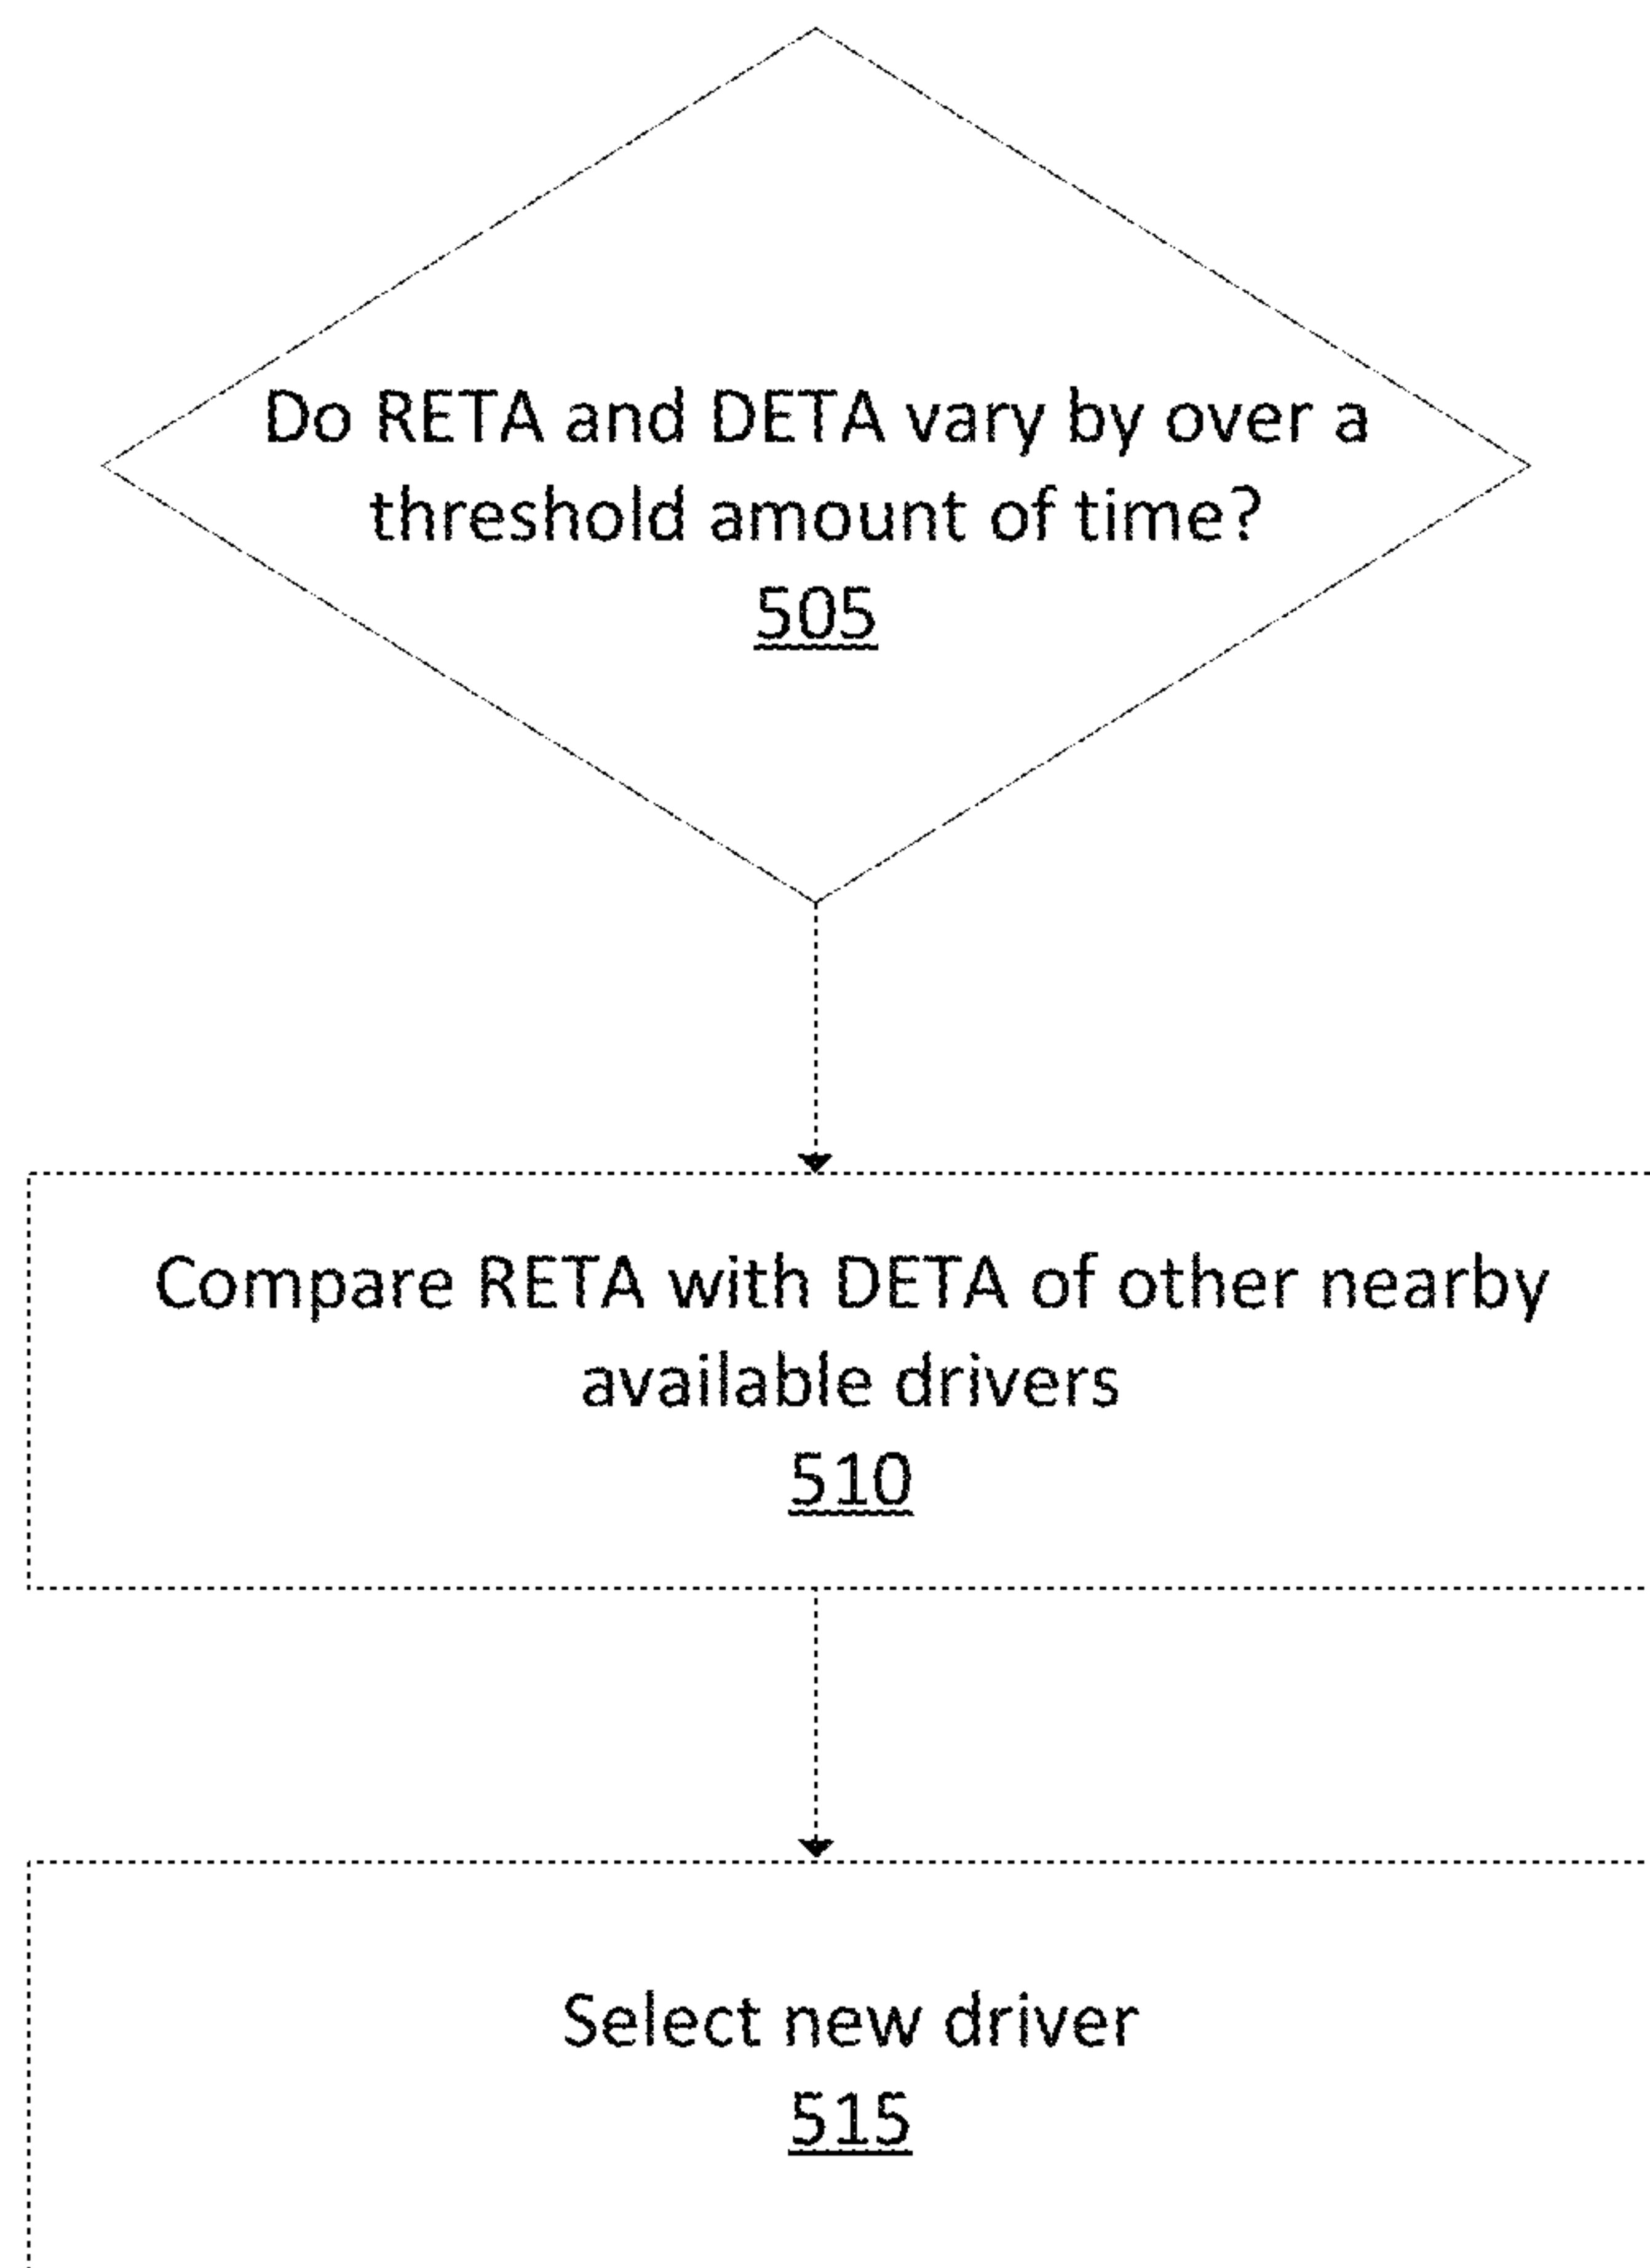 Do RETA and DETA vary by over a
threshold amount of time?
505
Compare RETA with DETA of other nearby
available drivers
510
Select new driver
515